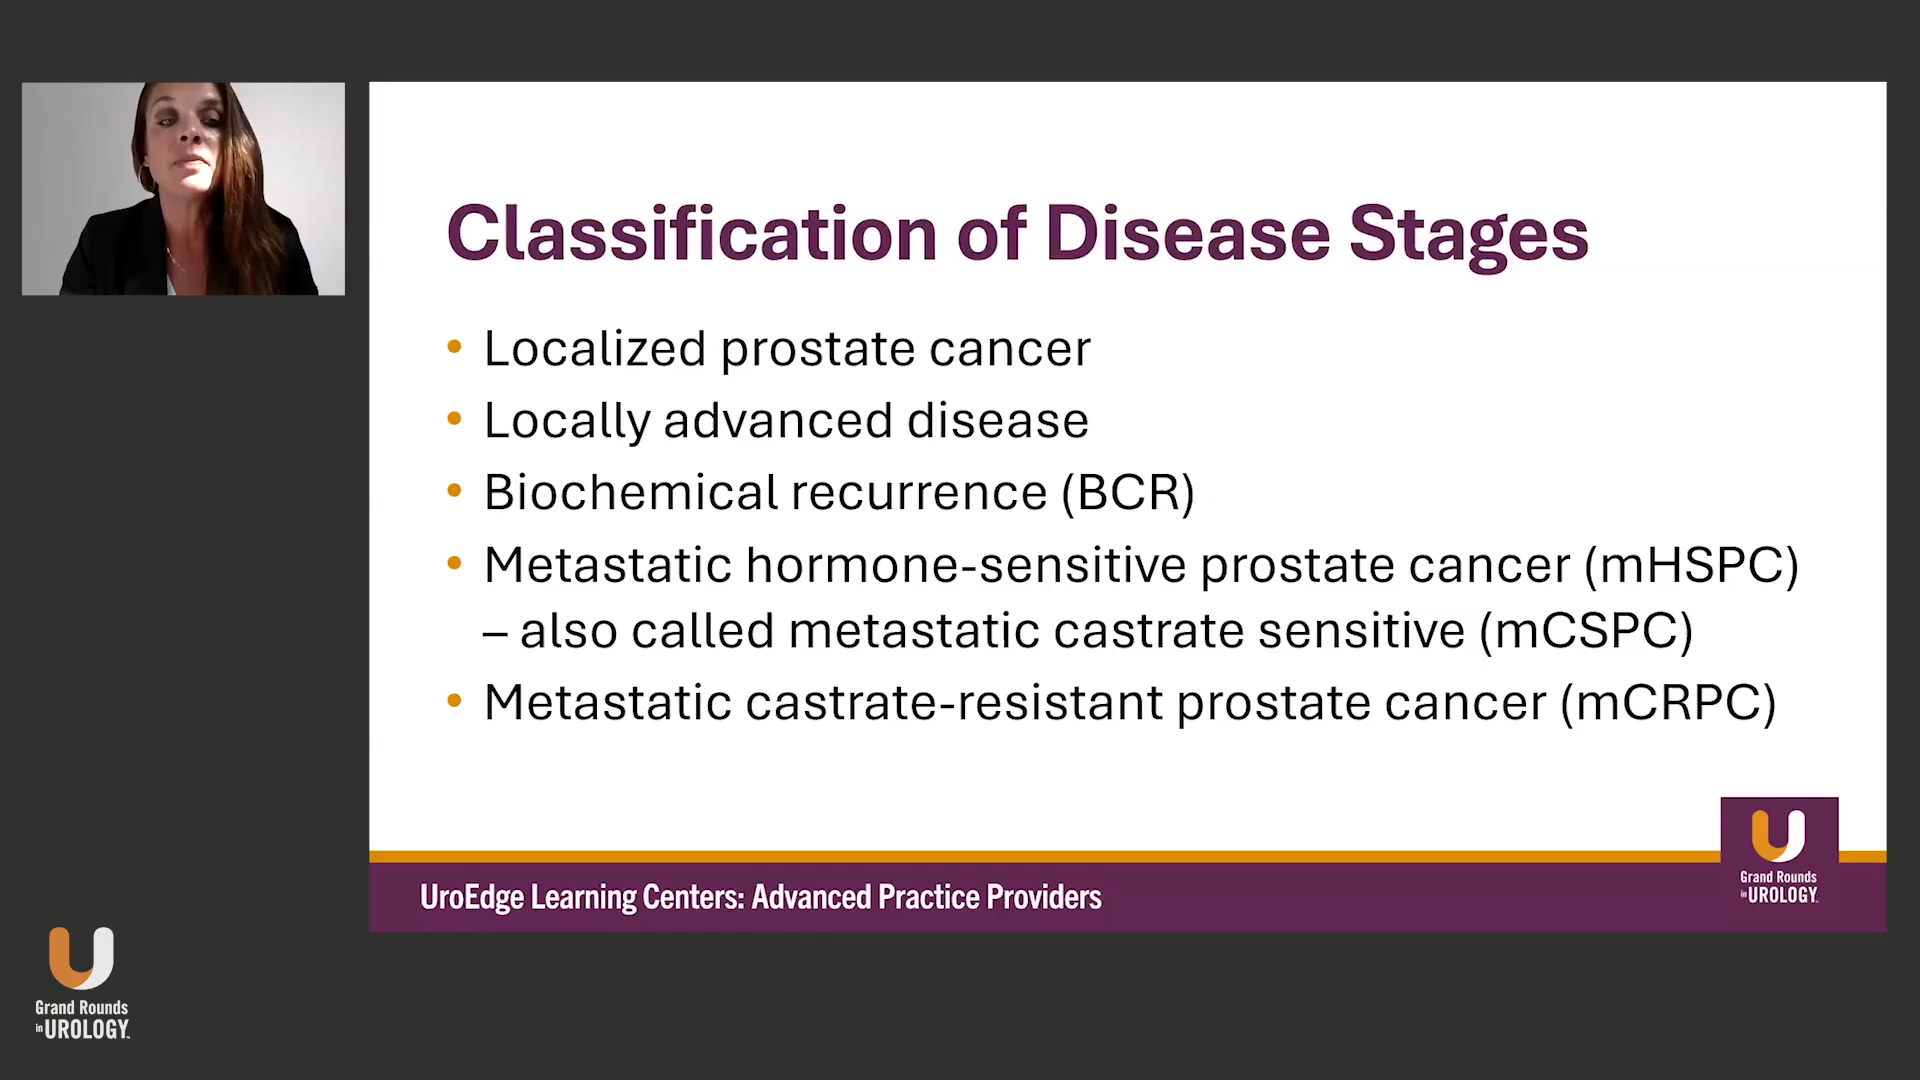 Classification of Disease Stages
• Localized prostate cancer
• Locally advanced disease
• Biochemical recurrence (BCR)
• Metastatic hormone-sensitive prostate cancer (mHSPC)
– also called metastatic castrate sensitive (mCSPC)
• Metastatic castrate-resistant prostate cancer (mCRPC)
UroEdge Learning Centers: Advanced Practice Providers
Grand Rounds
in UROLOGY
Grand Rounds
in UROLOGY